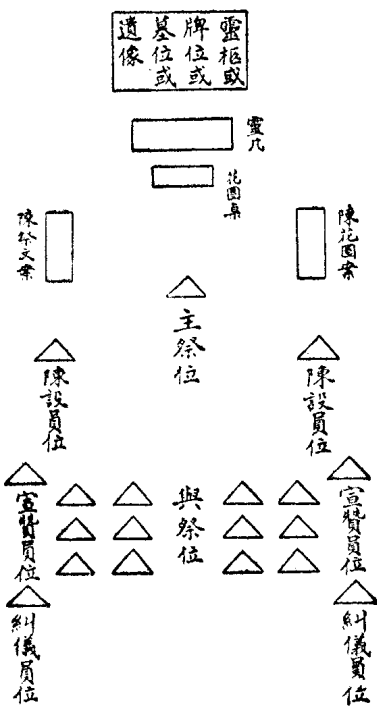 靈柩或
牌位或
墓位或
遺像
靈几
花圈桌
陳花圈案
陳祭文案
主祭位
陳設員位
陳設員位
宣贊員位
與祭位
宣贊員位
糾儀員位
糾儀員位